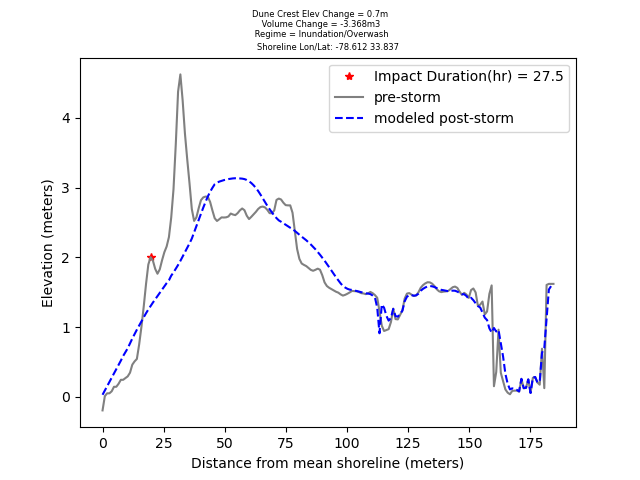 Dune Crest Elev Change = 0.7m
Volume Change = -3.368m3
Regime = Inundation/Overwash
Shoreline Lon/Lat: -78.612 33.837
Impact Duration(hr) = 27.5
pre-storm
modeled post-storm
Elevation (meters)
4
3
2
1
0
0 25 50 75 100 125 150 175
Distance from mean shoreline (meters)